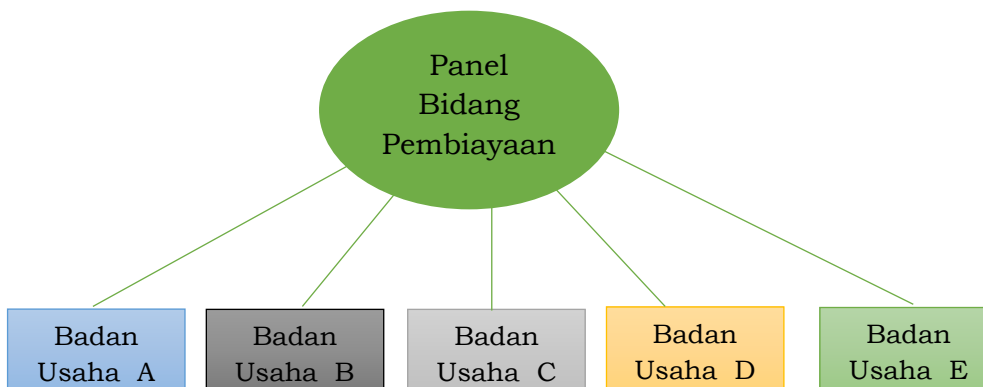 Panel
Bidang
Pembiayaan
Badan
Usaha A
Badan
Usaha B
Badan
Usaha C
Badan
Usaha D
Badan
Usaha E